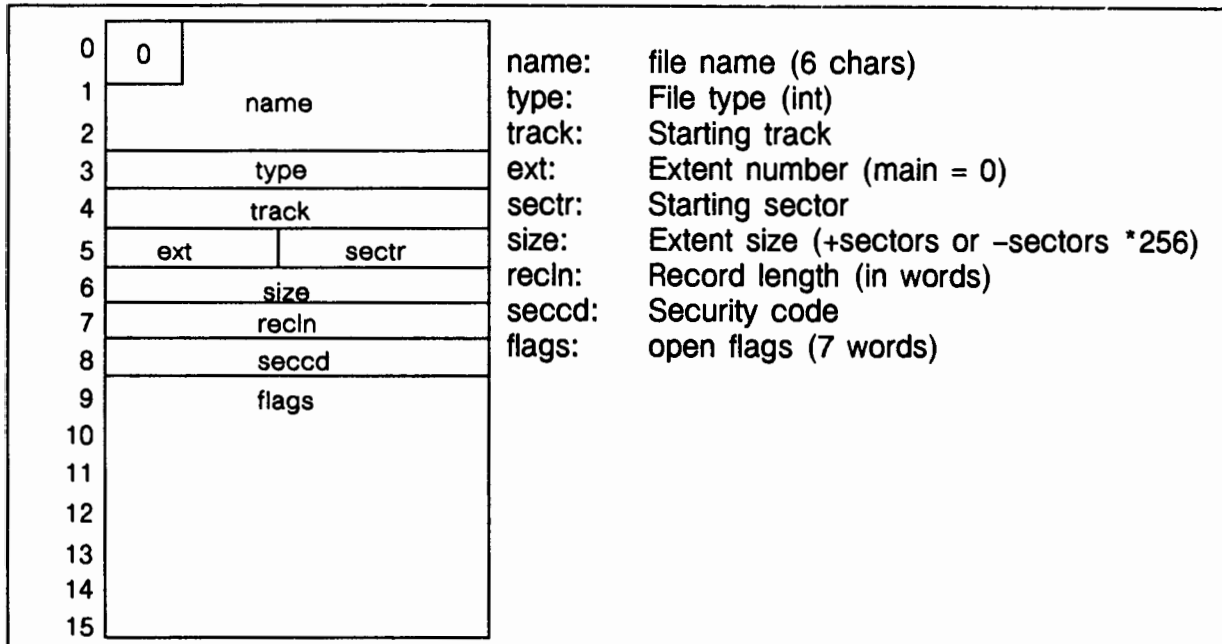 0 0
1 name
2
3 type
4 track
5 ext sectr
6 size
7 recln
8 seccd
9 flags
10
11
12
13
14
15
name: file name (6 chars)
type: File type (int)
track: Starting track
ext: Extent number (main = 0)
sectr: Starting sector
size: Extent size (+sectors or –sectors *256)
recln: Record length (in words)
seccd: Security code
flags: open flags (7 words)